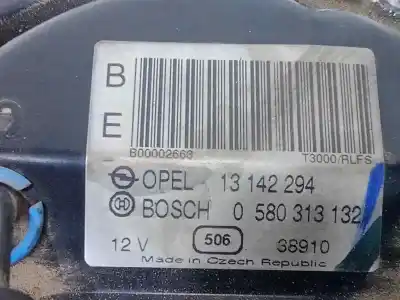 B
E
B00002663 T3000/RLFS
OPEL 13 142 294
BOSCH 0 580 313 132
12 V 506 38910
Made in Czech Republic